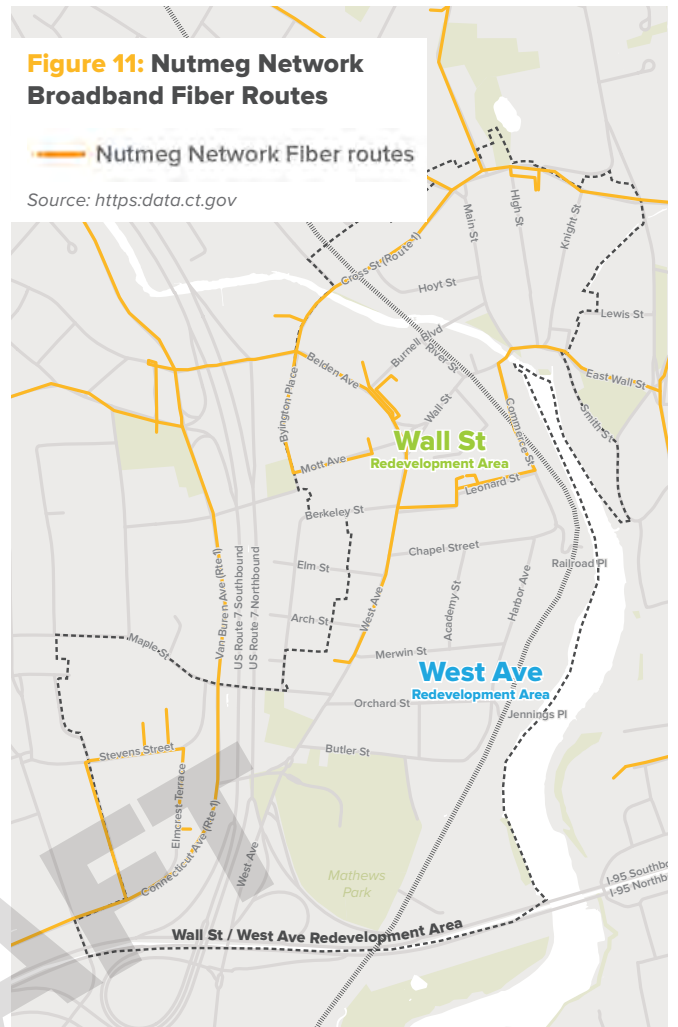 Figure 11: Nutmeg Network
Broadband Fiber Routes
Nutmeg Network Fiber routes
Source: https:data.ct.gov
Main St
High St
Knight St
Cross St (Route 1)
Hoyt St
Lewis St
Burnell Blvd
River St
Belden Ave
East Wall St
Byington Place
Wall St
Commerce St
Smith St
Wall St
Redevelopment Area
Mott Ave
Leonard St
Berkeley St
Chapel Street
Railroad Pl
Elm St
Van Buren Ave (Rte-1)
US Route 7 Southbound
US Route 7 Northbound
West Ave
Academy St
Harbor Ave
Arch St
Maple St
Merwin St
West Ave
Redevelopment Area
Orchard St
Jennings Pl
Stevens Street
Butler St
Elmcrest Terrace
Connecticut Ave (Rte-1)
West Ave
Mathews
Park
I-95 Southbo
I-95 Northb
Wall St / West Ave Redevelopment Area
AFT